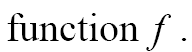 function f .